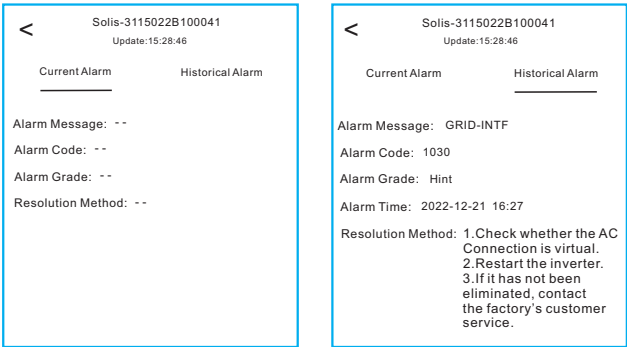 <
Solis-3115022B100041
Update:15:28:46
Current Alarm
Historical Alarm
Alarm Message: --
Alarm Code: --
Alarm Grade: --
Resolution Method: --
<
Solis-3115022B100041
Update:15:28:46
Current Alarm
Historical Alarm
Alarm Message: GRID-INTF
Alarm Code: 1030
Alarm Grade: Hint
Alarm Time: 2022-12-21 16:27
Resolution Method: 1.Check whether the AC
Connection is virtual.
2.Restart the inverter.
3.If it has not been
eliminated, contact
the factory's customer
service.